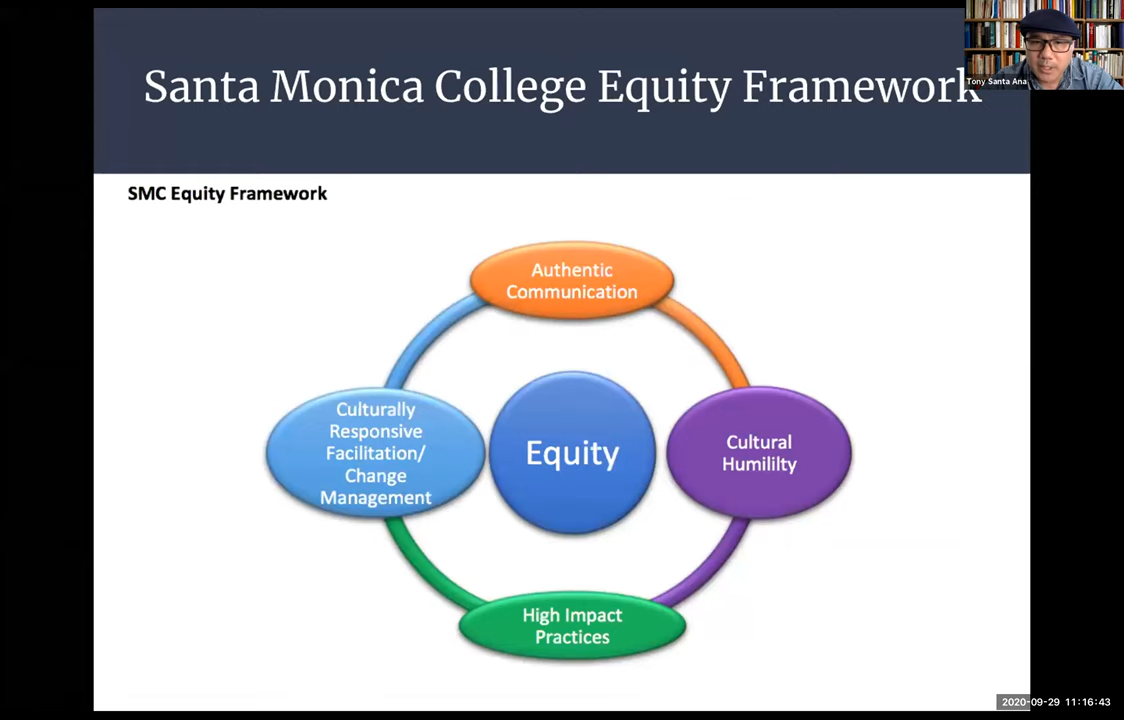 Santa Monica College Equity Framework
Tony Santa Ana
SMC Equity Framework
Authentic
Communication
Culturally
Responsive
Facilitation/
Change
Management
Equity
Cultural
Humililty
High Impact
Practices
2020-09-29 11:16:43